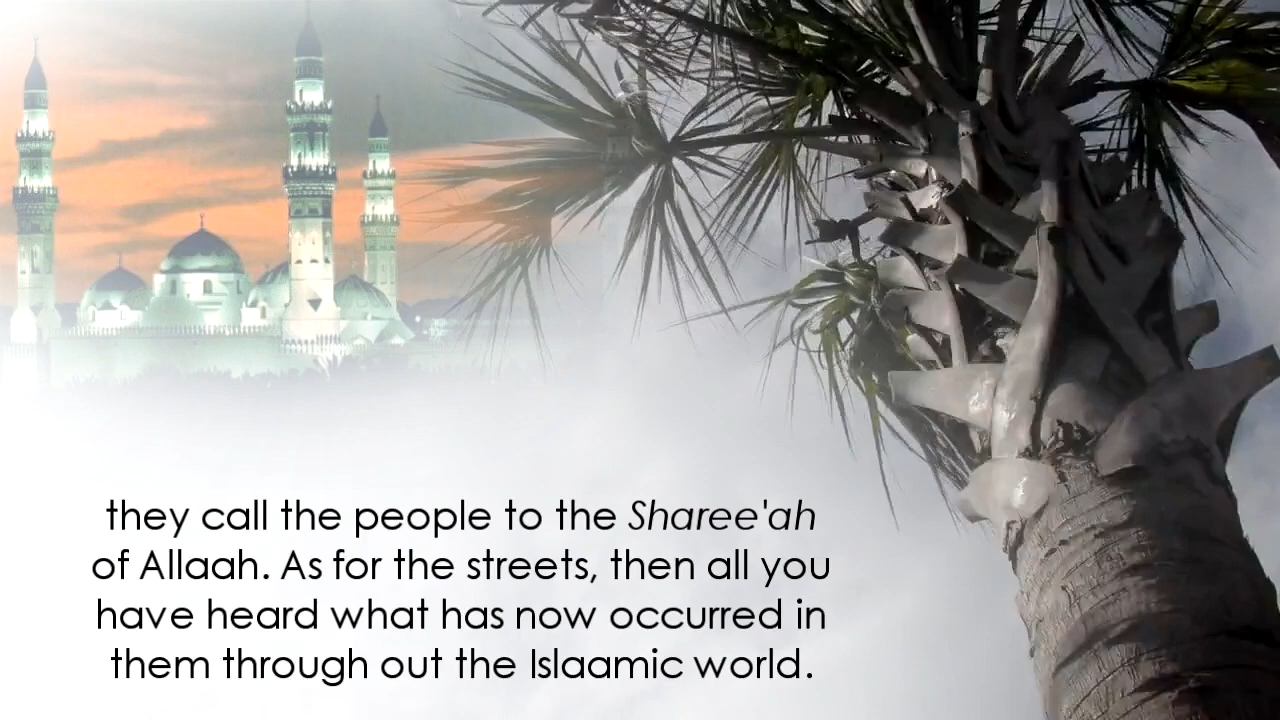 they call the people to the Sharee'ah
of Allaah. As for the streets, then all you
have heard what has now occurred in
them through out the Islaamic world.